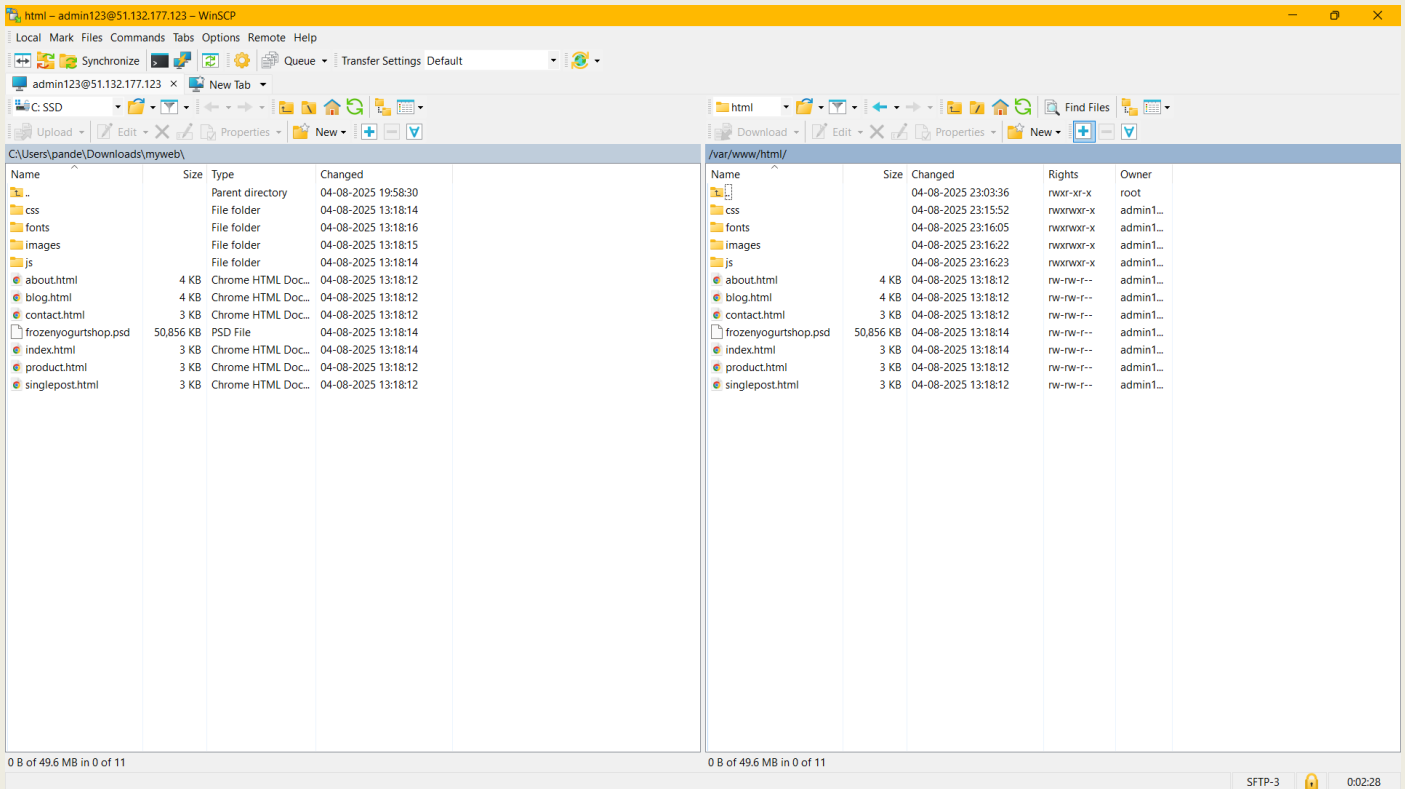 html – admin123@51.132.177.123 – WinSCP
Local Mark Files Commands Tabs Options Remote Help
Synchronize Queue Transfer Settings Default
admin123@51.132.177.123 × New Tab
C: SSD
html Find Files
Upload Edit Properties New
Download Edit Properties New
C:\Users\pande\Downloads\myweb\
Name Size Type Changed
.. Parent directory 04-08-2025 19:58:30
css File folder 04-08-2025 13:18:14
fonts File folder 04-08-2025 13:18:16
images File folder 04-08-2025 13:18:15
js File folder 04-08-2025 13:18:14
about.html 4 KB Chrome HTML Doc... 04-08-2025 13:18:12
blog.html 4 KB Chrome HTML Doc... 04-08-2025 13:18:12
contact.html 3 KB Chrome HTML Doc... 04-08-2025 13:18:12
frozenyogurtshop.psd 50,856 KB PSD File 04-08-2025 13:18:14
index.html 3 KB Chrome HTML Doc... 04-08-2025 13:18:14
product.html 3 KB Chrome HTML Doc... 04-08-2025 13:18:12
singlepost.html 3 KB Chrome HTML Doc... 04-08-2025 13:18:12
0 B of 49.6 MB in 0 of 11
/var/www/html/
Name Size Changed Rights Owner
.. 04-08-2025 23:03:36 rwxr-xr-x root
css 04-08-2025 23:15:52 rwxrwxr-x admin1...
fonts 04-08-2025 23:16:05 rwxrwxr-x admin1...
images 04-08-2025 23:16:22 rwxrwxr-x admin1...
js 04-08-2025 23:16:23 rwxrwxr-x admin1...
about.html 4 KB 04-08-2025 13:18:12 rw-rw-r-- admin1...
blog.html 4 KB 04-08-2025 13:18:12 rw-rw-r-- admin1...
contact.html 3 KB 04-08-2025 13:18:12 rw-rw-r-- admin1...
frozenyogurtshop.psd 50,856 KB 04-08-2025 13:18:14 rw-rw-r-- admin1...
index.html 3 KB 04-08-2025 13:18:14 rw-rw-r-- admin1...
product.html 3 KB 04-08-2025 13:18:12 rw-rw-r-- admin1...
singlepost.html 3 KB 04-08-2025 13:18:12 rw-rw-r-- admin1...
0 B of 49.6 MB in 0 of 11
SFTP-3 0:02:28